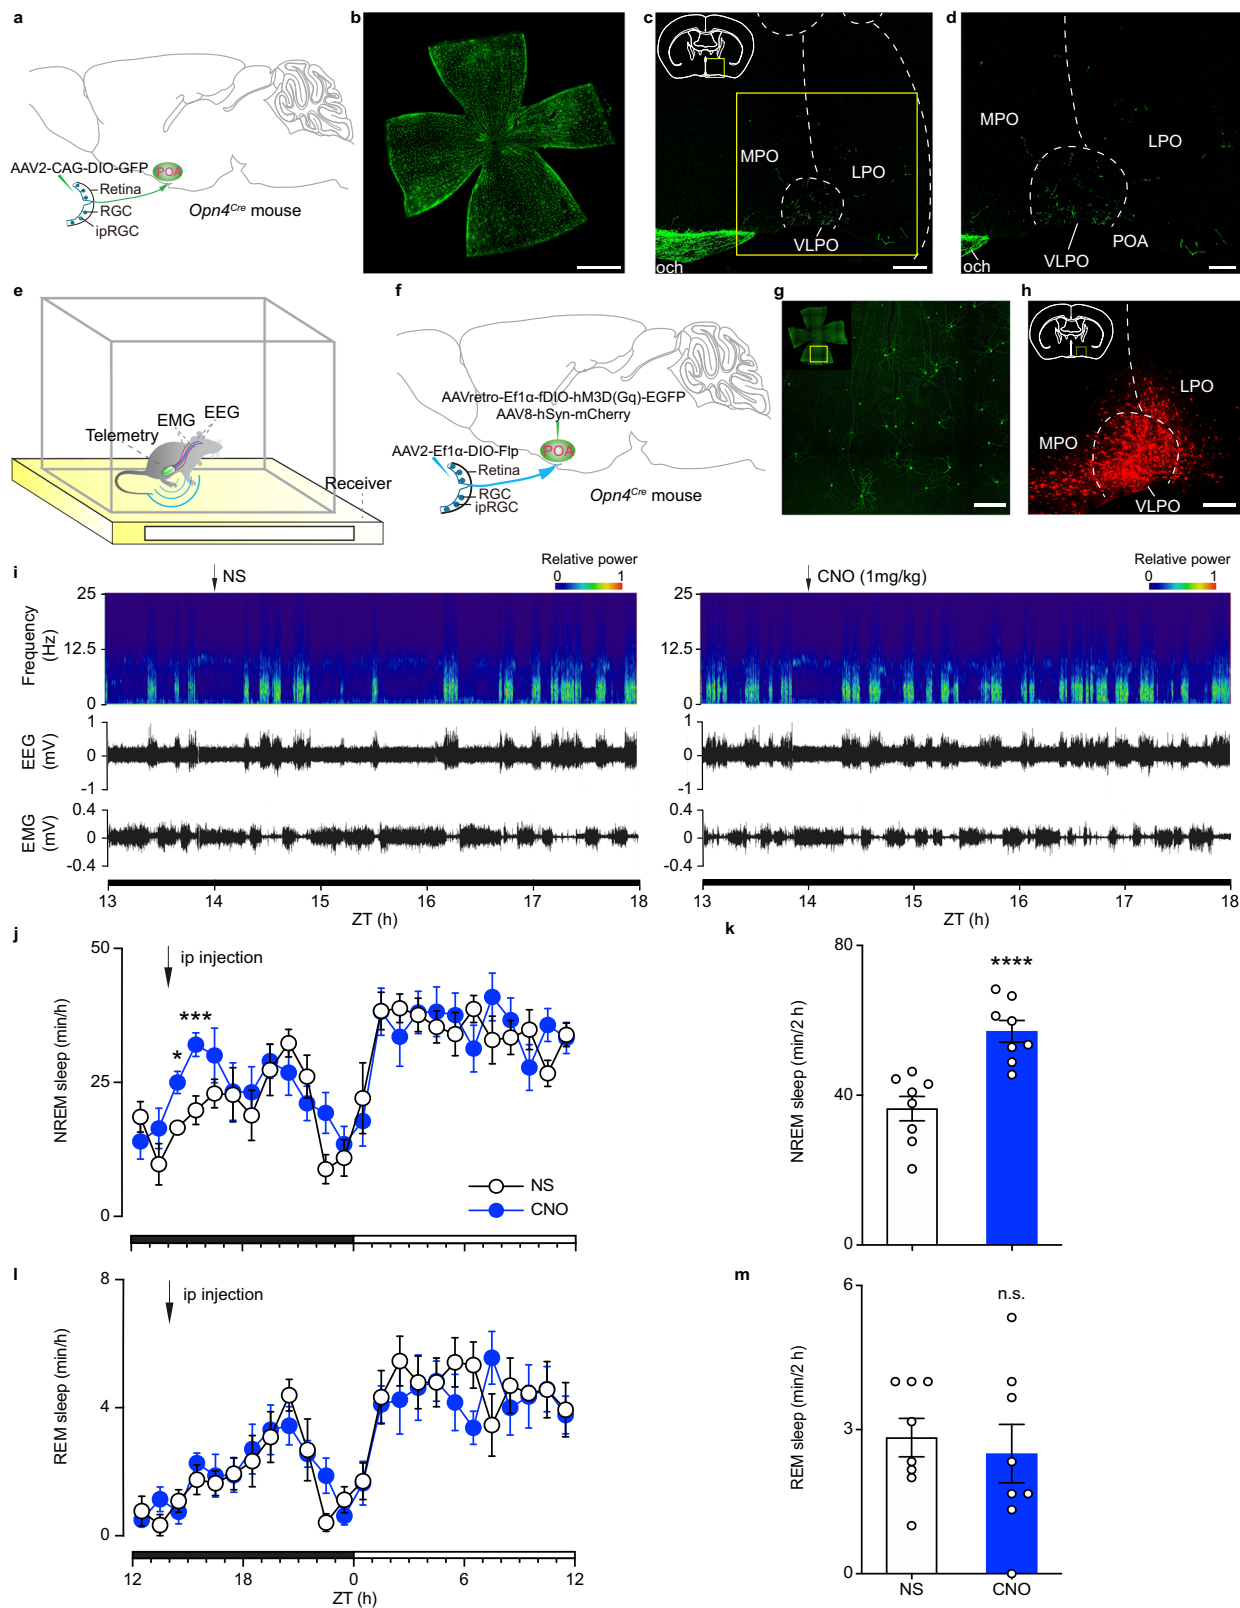 a
AAV2-CAG-DIO-GFP
POA
Retina
RGC
ipRGC
Opn4Cre mouse
b
c
MPO
LPO
VLPO
och
d
MPO
LPO
POA
VLPO
och
e
EEG
EMG
Telemetry
Receiver
f
AAVretro-Ef1α-fDIO-hM3D(Gq)-EGFP
AAV8-hSyn-mCherry
POA
AAV2-Ef1α-DIO-Flp
Retina
RGC
ipRGC
Opn4Cre mouse
g
h
LPO
MPO
VLPO
i
NS
Relative power
0 1
CNO (1mg/kg)
Relative power
0 1
Frequency
(Hz)
25
12.5
0
25
12.5
0
EEG
(mV)
1
0
-1
1
0
-1
EMG
(mV)
0.4
0
-0.4
0.4
0
-0.4
13 14 15 16 17 18
ZT (h)
13 14 15 16 17 18
ZT (h)
j
ip injection
NREM sleep (min/h)
50
25
0
*
***
NS
CNO
k
NREM sleep (min/2 h)
80
40
0
****
l
ip injection
REM sleep (min/h)
8
4
0
12 18 0 6 12
ZT (h)
m
REM sleep (min/2 h)
6
3
0
n.s.
NS CNO